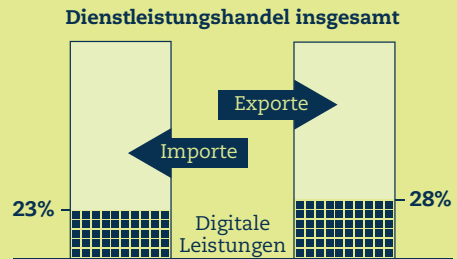 Dienstleistungshandel insgesamt
Exporte
Importe
23%
28%
Digitale
Leistungen